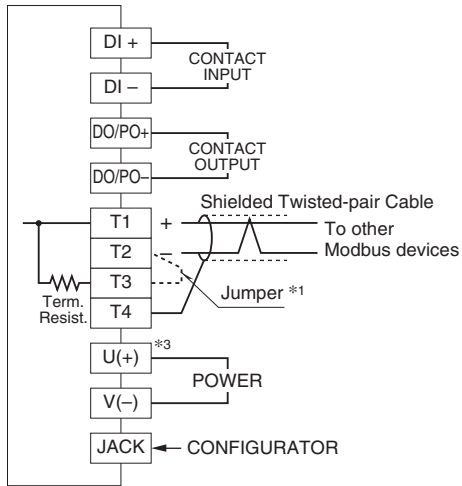 DI +
CONTACT
INPUT
DI –
DO/PO+
CONTACT
OUTPUT
DO/PO–
Shielded Twisted-pair Cable
T1
+
To other
Modbus devices
T2
–
T3
Term.
Resist.
Jumper *1
T4
U(+)
*3
POWER
V(–)
JACK
CONFIGURATOR